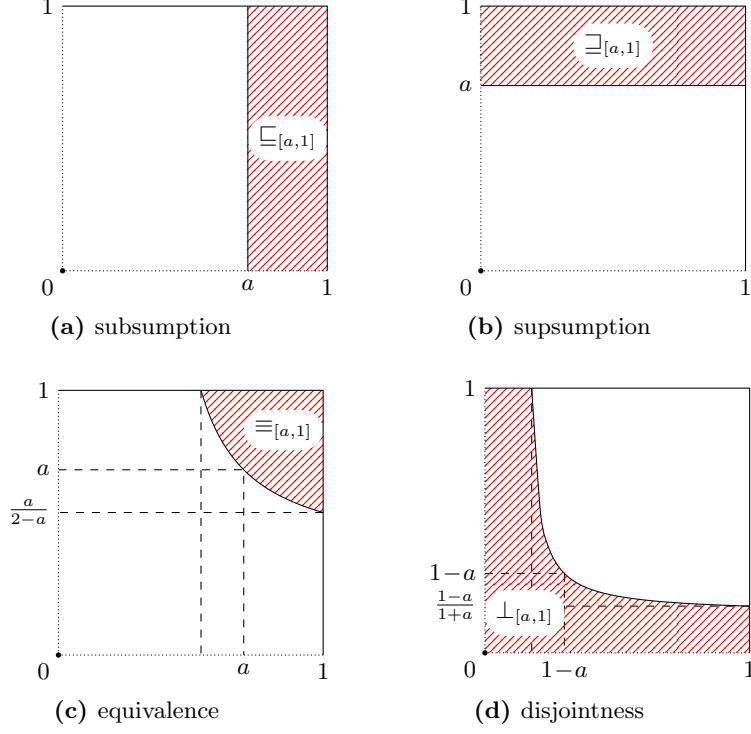 1
⊑[a,1]
0
a
1
(a) subsumption
1
⊒[a,1]
a
0
1
(b) supsumption
1
≡[a,1]
a
a/(2−a)
0
a
1
(c) equivalence
1
1−a
(1−a)/(1+a)
⊥[a,1]
0
1−a
1
(d) disjointness